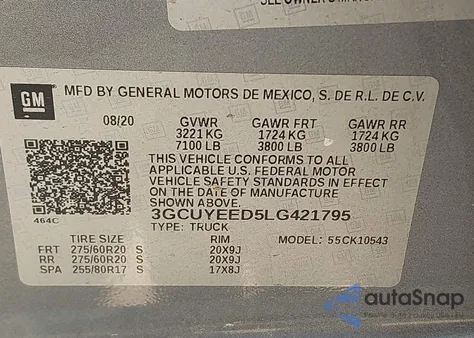 SEE OWNER'S MANUAL
GM
MFD BY GENERAL MOTORS DE MEXICO, S. DE R.L. DE C.V.
08/20 GVWR GAWR FRT GAWR RR
3221 KG 1724 KG 1724 KG
7100 LB 3800 LB 3800 LB
THIS VEHICLE CONFORMS TO ALL
APPLICABLE U.S. FEDERAL MOTOR
VEHICLE SAFETY STANDARDS IN EFFECT
ON THE DATE OF MANUFACTURE
SHOWN ABOVE.
464C
3GCUYEED5LG421795
TYPE: TRUCK
TIRE SIZE RIM MODEL: 55CK10543
FRT 275/60R20 S 20X9J
RR 275/60R20 S 20X9J
SPA 255/80R17 S 17X8J
autoSnap